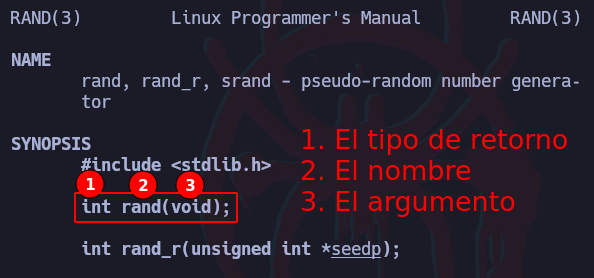 RAND(3) Linux Programmer's Manual RAND(3)
NAME
rand, rand_r, srand - pseudo-random number genera-
tor
SYNOPSIS
#include <stdlib.h>
1 2 3
int rand(void);
int rand_r(unsigned int *seedp);
1. El tipo de retorno
2. El nombre
3. El argumento